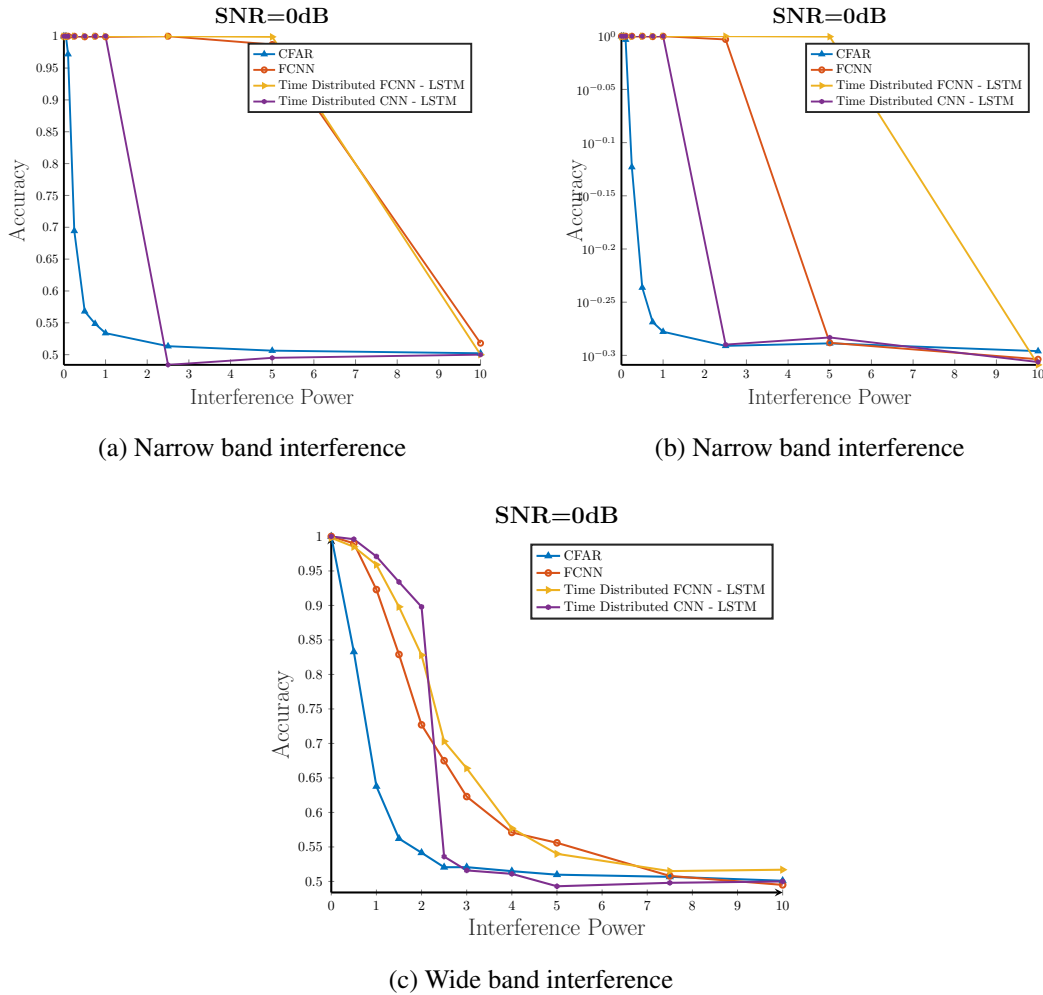 SNR=0dB
1
0.95
0.9
0.85
0.8
0.75
0.7
0.65
0.6
0.55
0.5
Accuracy
CFAR
FCNN
Time Distributed FCNN - LSTM
Time Distributed CNN - LSTM
0 1 2 3 4 5 6 7 8 9 10
Interference Power
(a) Narrow band interference
SNR=0dB
10^0
10^-0.05
10^-0.1
10^-0.15
10^-0.2
10^-0.25
10^-0.3
Accuracy
CFAR
FCNN
Time Distributed FCNN - LSTM
Time Distributed CNN - LSTM
0 1 2 3 4 5 6 7 8 9 10
Interference Power
(b) Narrow band interference
SNR=0dB
1
0.95
0.9
0.85
0.8
0.75
0.7
0.65
0.6
0.55
0.5
Accuracy
CFAR
FCNN
Time Distributed FCNN - LSTM
Time Distributed CNN - LSTM
0 1 2 3 4 5 6 7 8 9 10
Interference Power
(c) Wide band interference